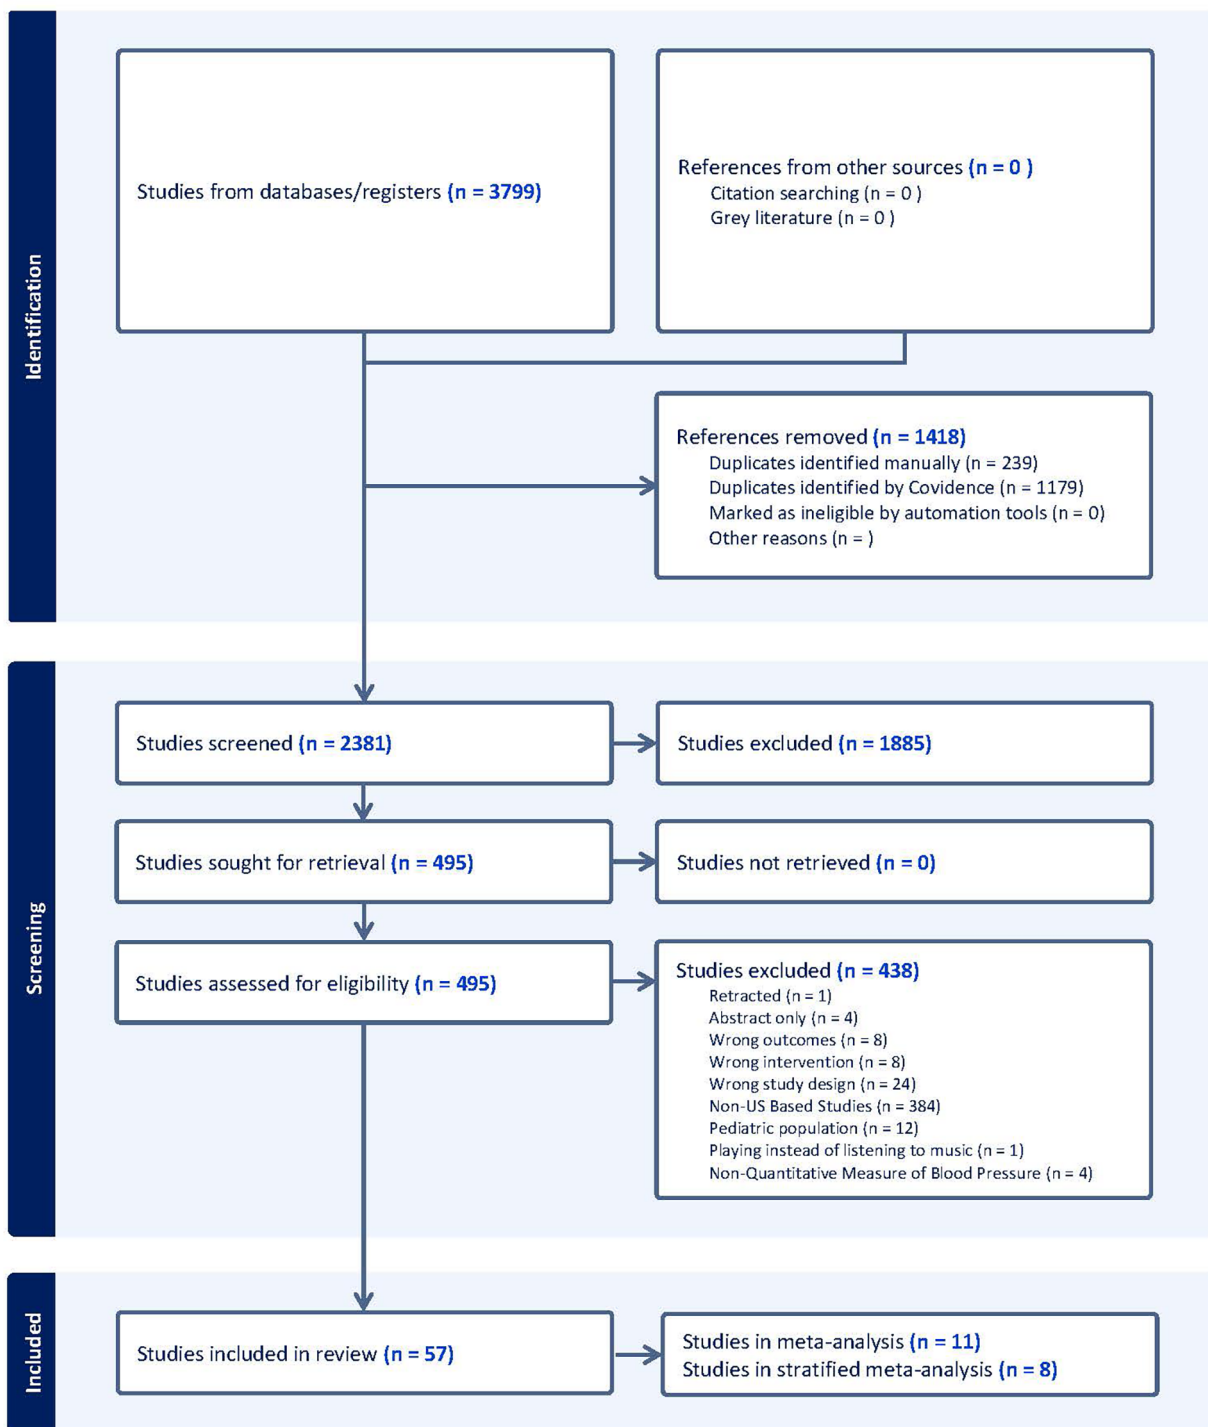 Identification
Studies from databases/registers (n = 3799)
References from other sources (n = 0 )
Citation searching (n = 0 )
Grey literature (n = 0 )
References removed (n = 1418)
Duplicates identified manually (n = 239)
Duplicates identified by Covidence (n = 1179)
Marked as ineligible by automation tools (n = 0)
Other reasons (n = )
Screening
Studies screened (n = 2381)
Studies excluded (n = 1885)
Studies sought for retrieval (n = 495)
Studies not retrieved (n = 0)
Studies assessed for eligibility (n = 495)
Studies excluded (n = 438)
Retracted (n = 1)
Abstract only (n = 4)
Wrong outcomes (n = 8)
Wrong intervention (n = 8)
Wrong study design (n = 24)
Non-US Based Studies (n = 384)
Pediatric population (n = 12)
Playing instead of listening to music (n = 1)
Non-Quantitative Measure of Blood Pressure (n = 4)
Included
Studies included in review (n = 57)
Studies in meta-analysis (n = 11)
Studies in stratified meta-analysis (n = 8)